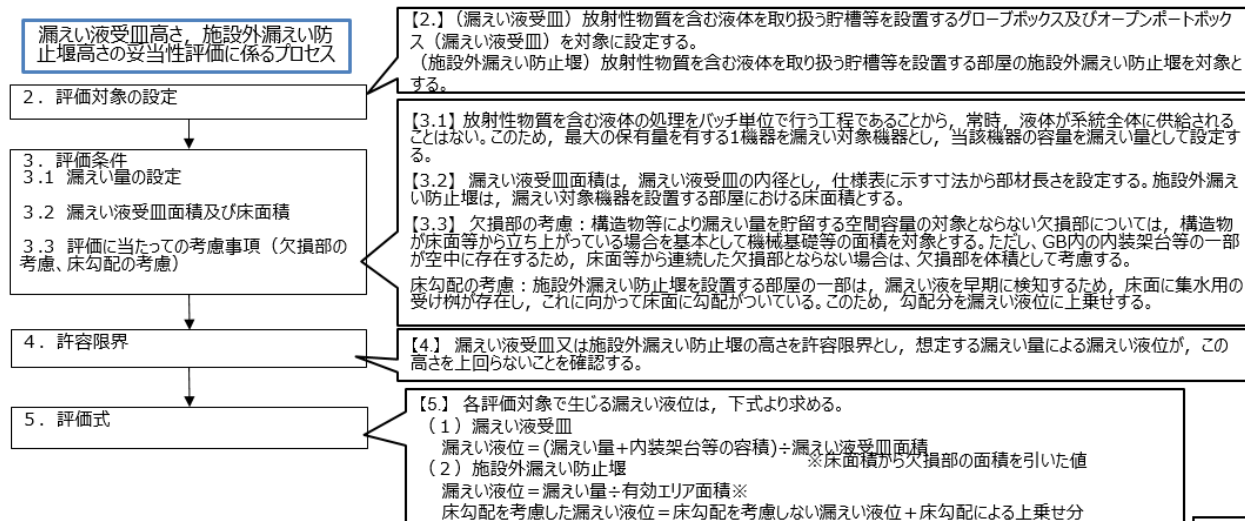 漏えい液受皿高さ，施設外漏えい防
止堰高さの妥当性評価に係るプロセス
２．評価対象の設定
３．評価条件
3.1 漏えい量の設定
3.2 漏えい液受皿面積及び床面積
3.3 評価に当たっての考慮事項（欠損部の
考慮、床勾配の考慮）
４．許容限界
５．評価式
【2.】（漏えい液受皿）放射性物質を含む液体を取り扱う貯槽等を設置するグローブボックス及びオープンポートボック
ス（漏えい液受皿）を対象に設定する。
（施設外漏えい防止堰）放射性物質を含む液体を取り扱う貯槽等を設置する部屋の施設外漏えい防止堰を対象と
する。
【3.1】放射性物質を含む液体の処理をバッチ単位で行う工程であることから，常時，液体が系統全体に供給される
ことはない。このため，最大の保有量を有する1機器を漏えい対象機器とし，当該機器の容量を漏えい量として設定す
る。
【3.2】漏えい液受皿面積は，漏えい液受皿の内径とし，仕様表に示す寸法から部材長さを設定する。施設外漏え
い防止堰は，漏えい対象機器を設置する部屋における床面積とする。
【3.3】欠損部の考慮：構造物等により漏えい量を貯留する空間容量の対象とならない欠損部については，構造物
が床面等から立ち上がっている場合を基本として機械基礎等の面積を対象とする。ただし、GB内の内装架台等の一部
が空中に存在するため，床面等から連続した欠損部とならない場合は、欠損部を体積として考慮する。
床勾配の考慮：施設外漏えい防止堰を設置する部屋の一部は，漏えい液を早期に検知するため，床面に集水用の
受け桝が存在し，これに向かって床面に勾配がついている。このため，勾配分を漏えい液位に上乗せする。
【4.】漏えい液受皿又は施設外漏えい防止堰の高さを許容限界とし，想定する漏えい量による漏えい液位が，この
高さを上回らないことを確認する。
【5.】各評価対象で生じる漏えい液位は，下式より求める。
（１）漏えい液受皿
漏えい液位＝(漏えい量＋内装架台等の容積)÷漏えい液受皿面積
※床面積から欠損部の面積を引いた値
（２）施設外漏えい防止堰
漏えい液位＝漏えい量÷有効エリア面積※
床勾配を考慮した漏えい液位＝床勾配を考慮しない漏えい液位＋床勾配による上乗せ分